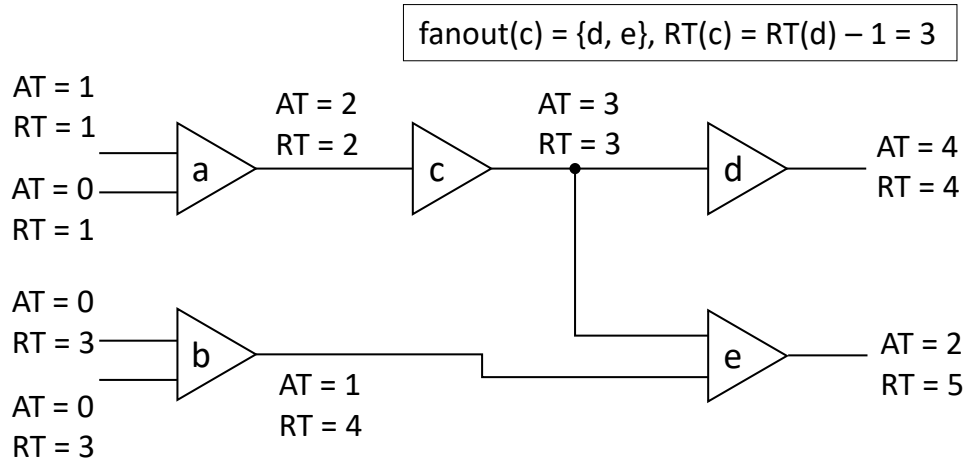 fanout(c) = {d, e}, RT(c) = RT(d) – 1 = 3
AT = 1
RT = 1
AT = 2
RT = 2
AT = 3
RT = 3
a
c
d
AT = 4
RT = 4
AT = 0
RT = 1
AT = 0
RT = 3
b
e
AT = 2
RT = 5
AT = 1
RT = 4
AT = 0
RT = 3